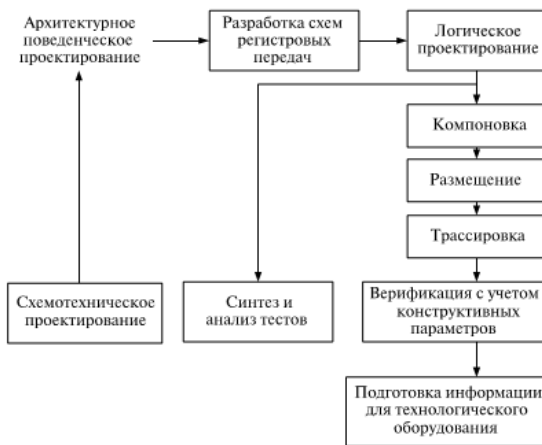 Архитектурное
поведенческое
проектирование
Разработка схем
регистровых
передач
Логическое
проектирование
Компоновка
Размещение
Трассировка
Схемотехническое
проектирование
Синтез и
анализ тестов
Верификация с учетом
конструктивных
параметров
Подготовка информации
для технологического
оборудования